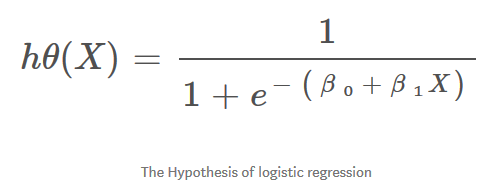 hθ(X) = 1 / 1 + e^−(β₀ + β₁X)
The Hypothesis of logistic regression